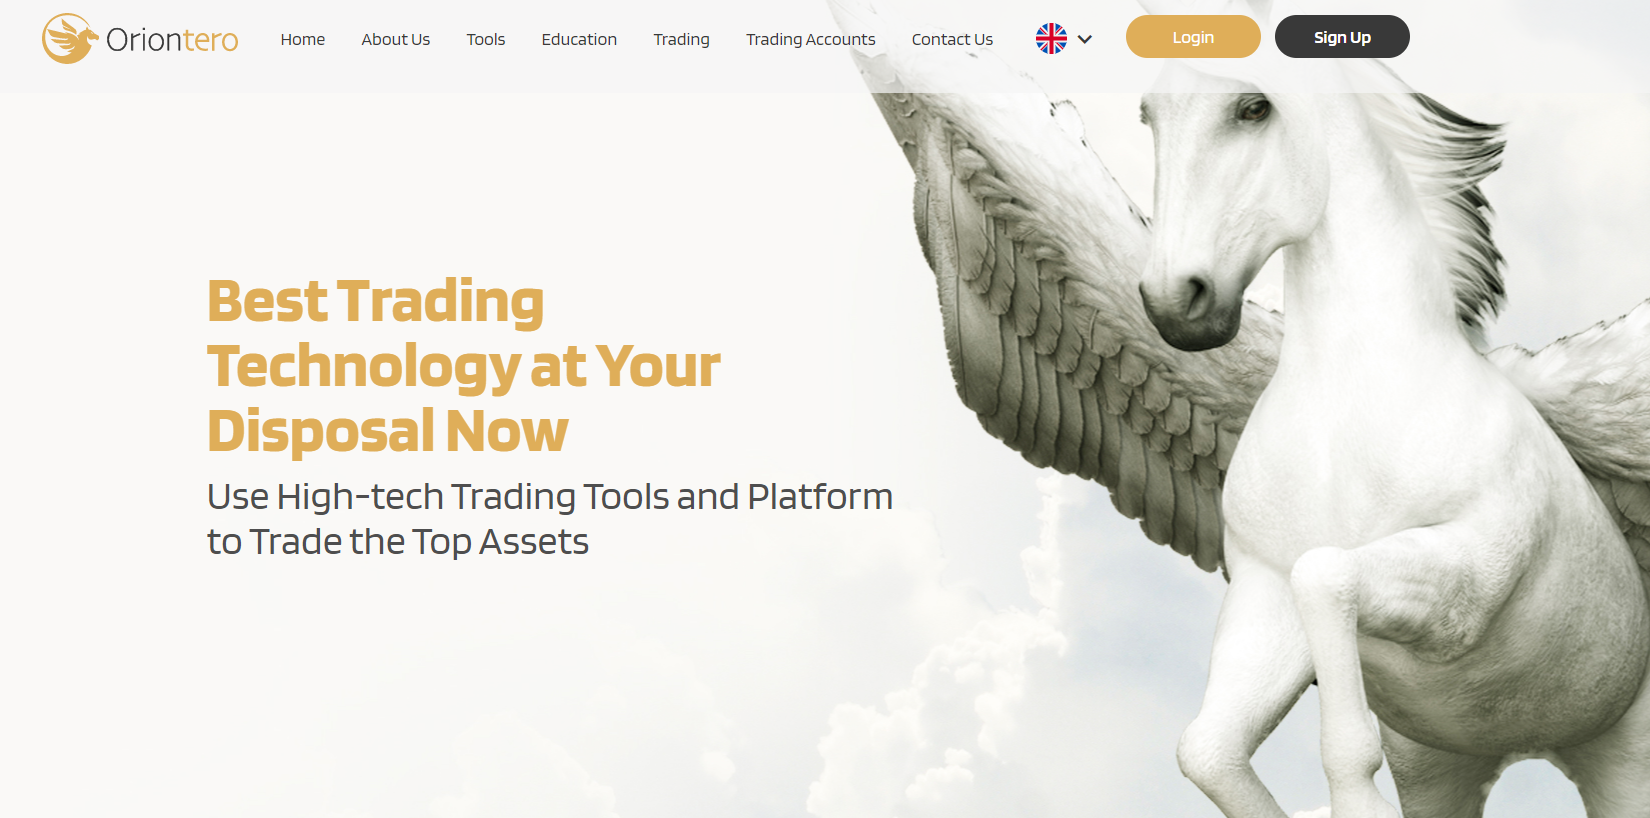 Oriontero
Home
About Us
Tools
Education
Trading
Trading Accounts
Contact Us
Login
Sign Up
Best Trading
Technology at Your
Disposal Now
Use High-tech Trading Tools and Platform
to Trade the Top Assets